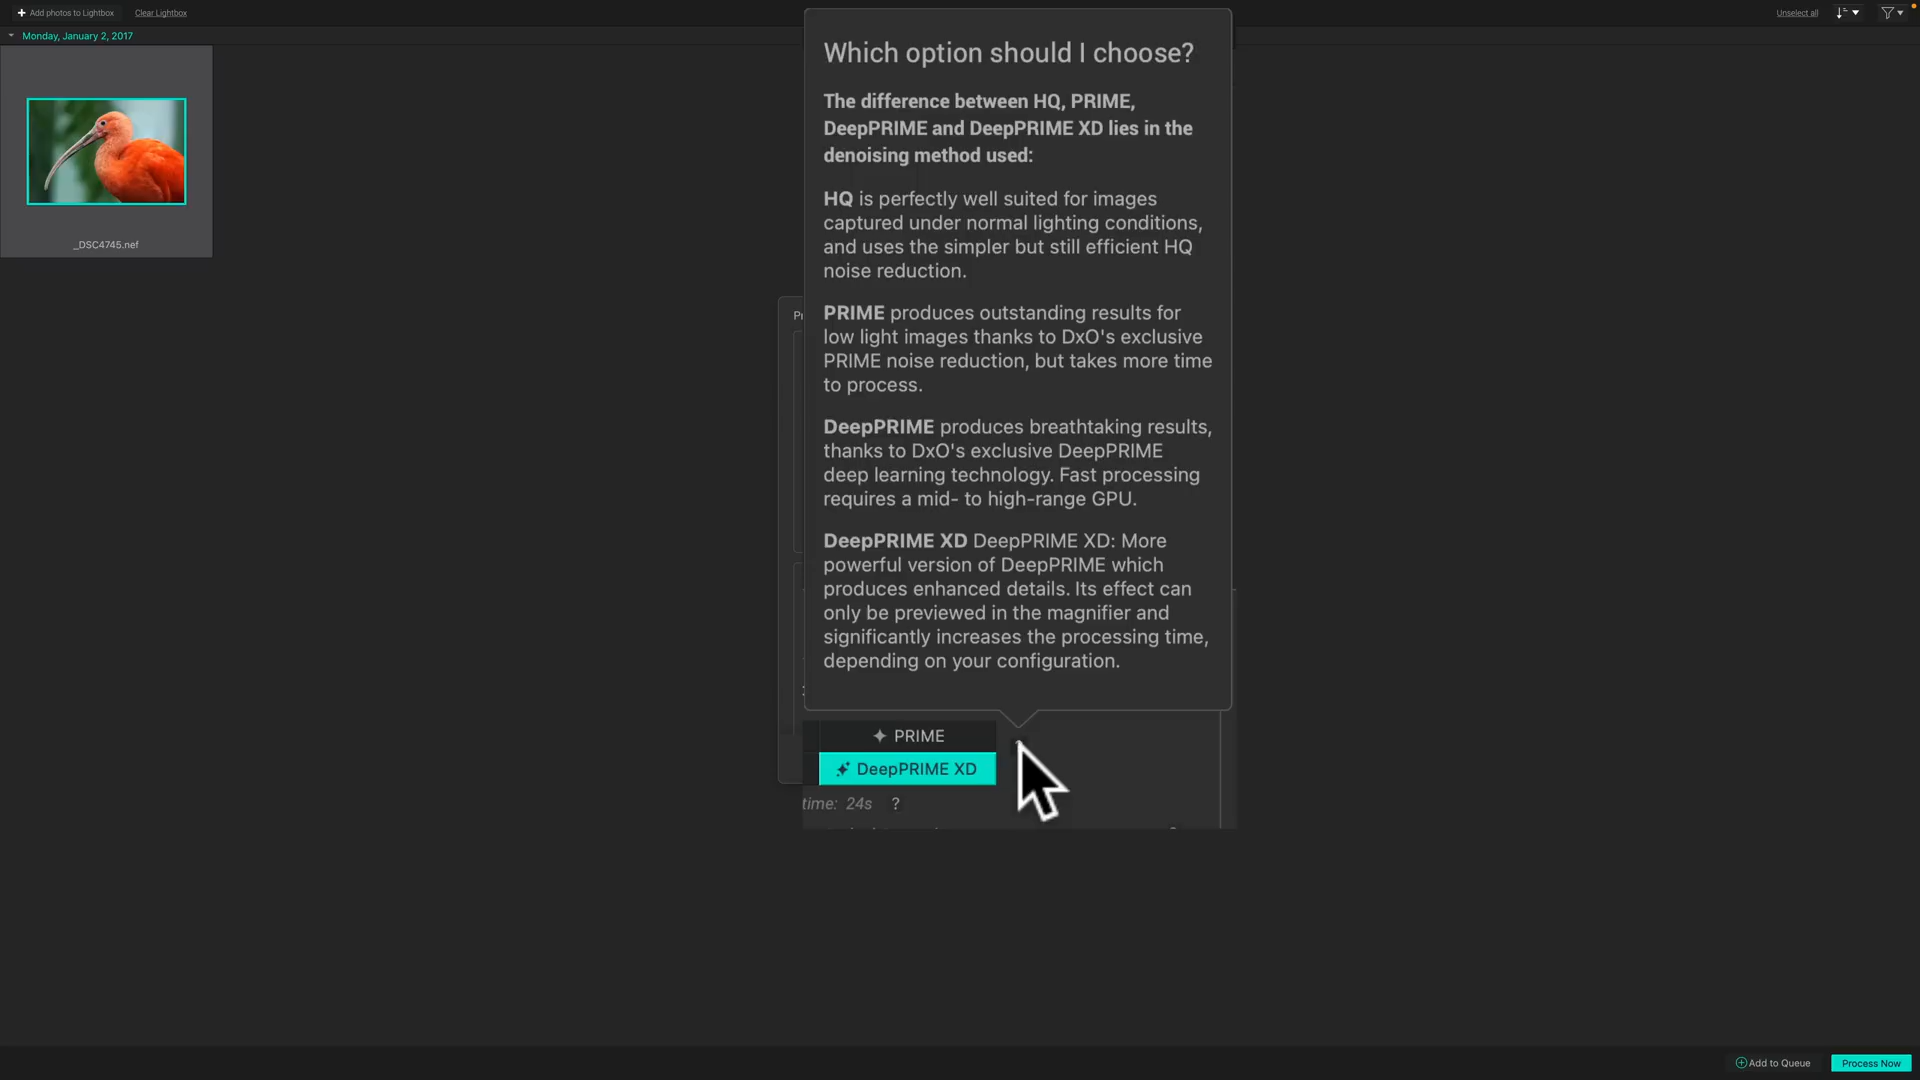 Add photos to Lightbox
Clear Lightbox
Unselect all
Monday, January 2, 2017
_DSC4745.nef
Which option should I choose?
The difference between HQ, PRIME,
DeepPRIME and DeepPRIME XD lies in the
denoising method used:
HQ is perfectly well suited for images
captured under normal lighting conditions,
and uses the simpler but still efficient HQ
noise reduction.
PRIME produces outstanding results for
low light images thanks to DxO's exclusive
PRIME noise reduction, but takes more time
to process.
DeepPRIME produces breathtaking results,
thanks to DxO's exclusive DeepPRIME
deep learning technology. Fast processing
requires a mid- to high-range GPU.
DeepPRIME XD DeepPRIME XD: More
powerful version of DeepPRIME which
produces enhanced details. Its effect can
only be previewed in the magnifier and
significantly increases the processing time,
depending on your configuration.
PRIME
DeepPRIME XD
time: 24s ?
Add to Queue
Process Now